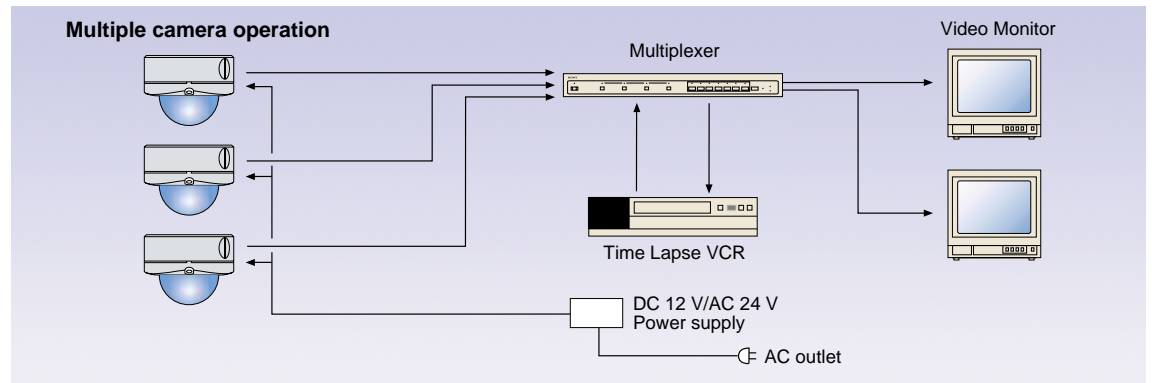 Multiple camera operation
Video Monitor
Multiplexer
Time Lapse VCR
DC 12 V/AC 24 V
Power supply
AC outlet